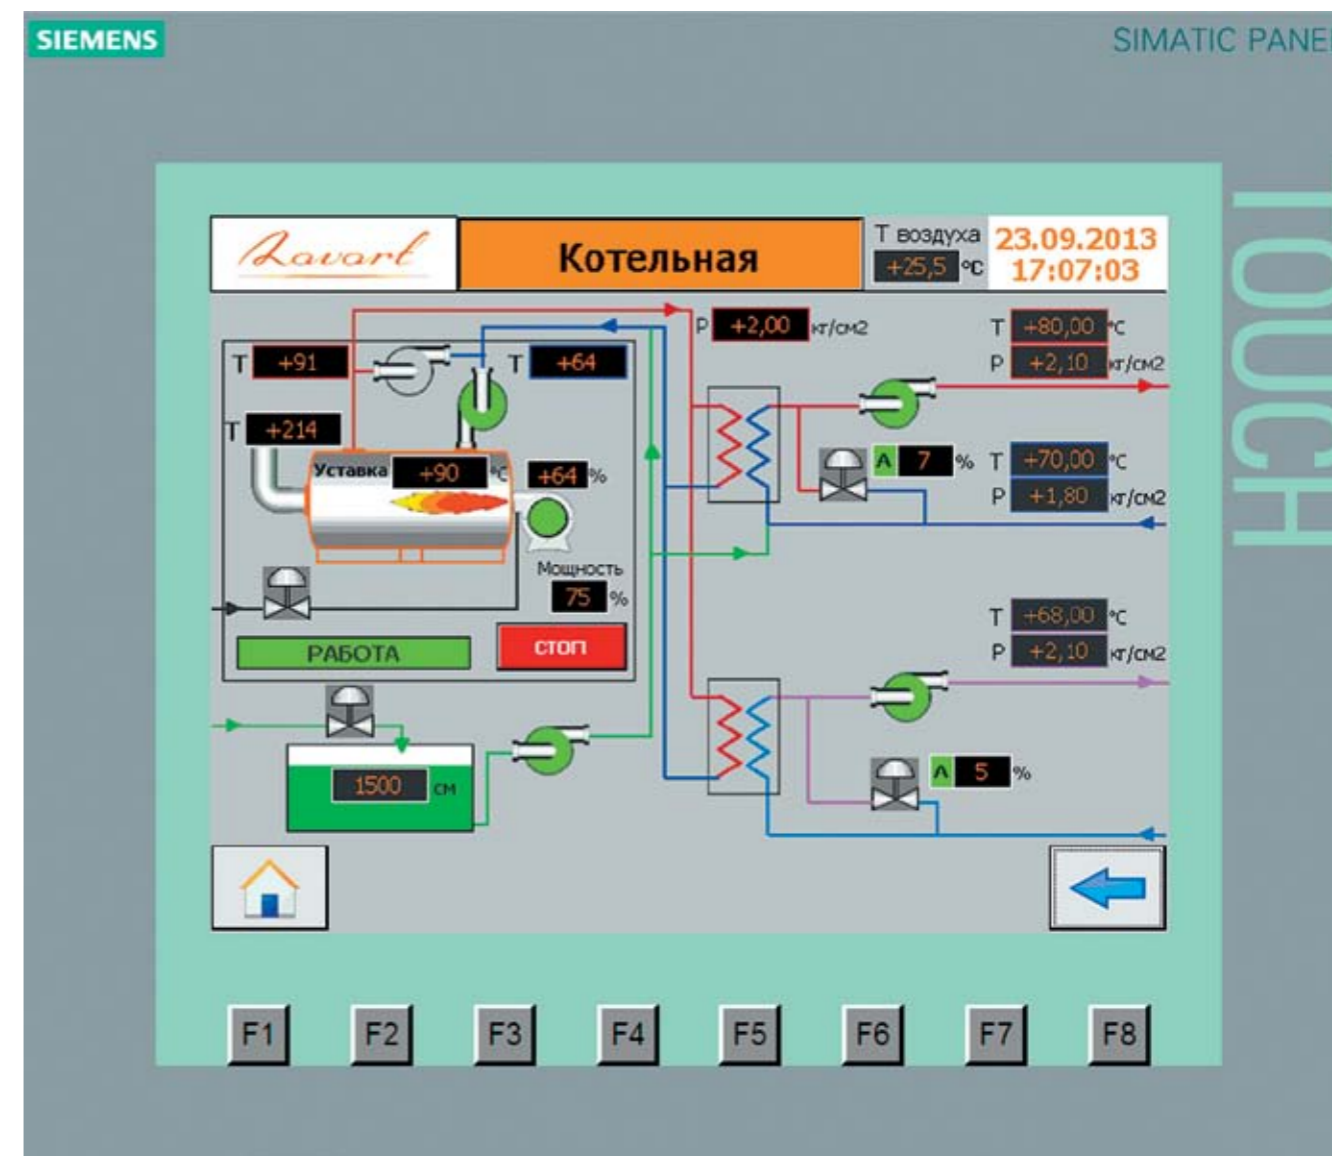 SIEMENS
SIMATIC PANE
TOUCH
Ravart
Котельная
Т воздуха
+25,5 °C
23.09.2013
17:07:03
P +2,00 кг/см2
T +80,00 °C
P +2,10 кг/см2
T +91
T +64
T +214
Уставка +90 °C
+64 %
A 7 %
T +70,00 °C
P +1,80 кг/см2
Мощность
75 %
РАБОТА
СТОП
T +68,00 °C
P +2,10 кг/см2
1500 см
A 5 %
F1
F2
F3
F4
F5
F6
F7
F8